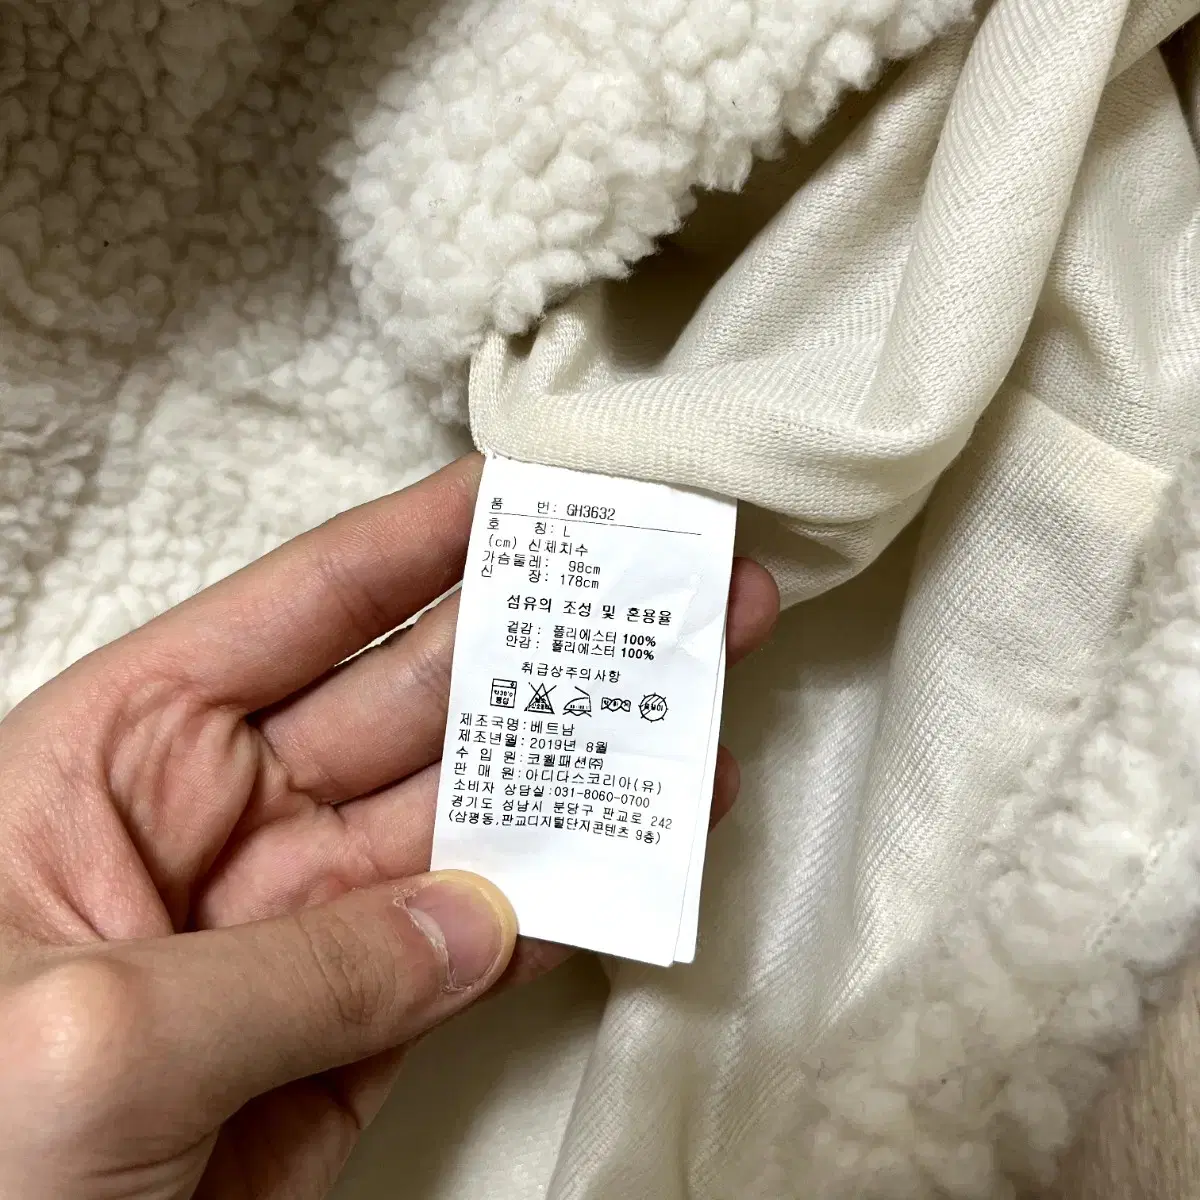 품 번: GH3632
호 칭: L
(cm) 신체치수
가슴둘레: 98cm
신 장: 178cm
섬유의 조성 및 혼용율
겉감: 폴리에스터 100%
안감: 폴리에스터 100%
취급상주의사항
제조국명:베트남
제조년월:2019년 8월
수 입 원:코웰패션㈜
판 매 원:아디다스코리아(유)
소비자 상담실:031-8060-0700
경기도 성남시 분당구 판교로 242
(삼평동,판교디지털단지콘텐츠 9층)